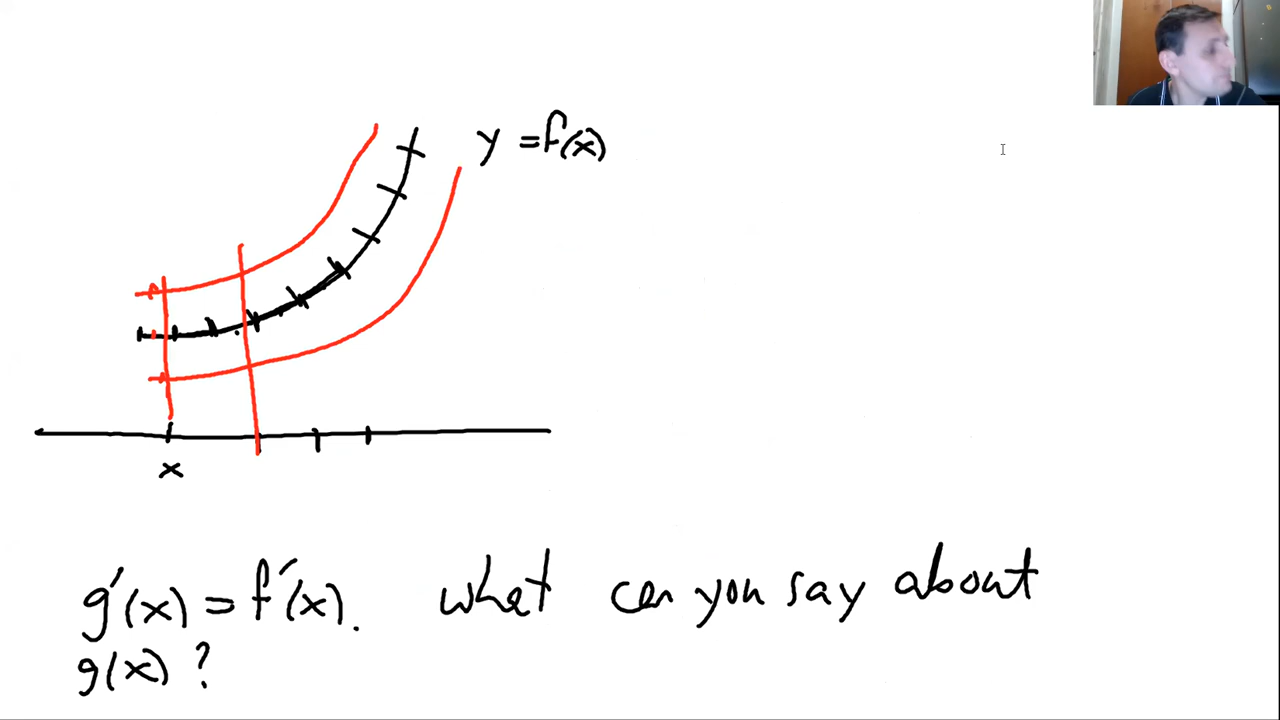 y = f(x)
x
g'(x) = f'(x). what can you say about
g(x) ?